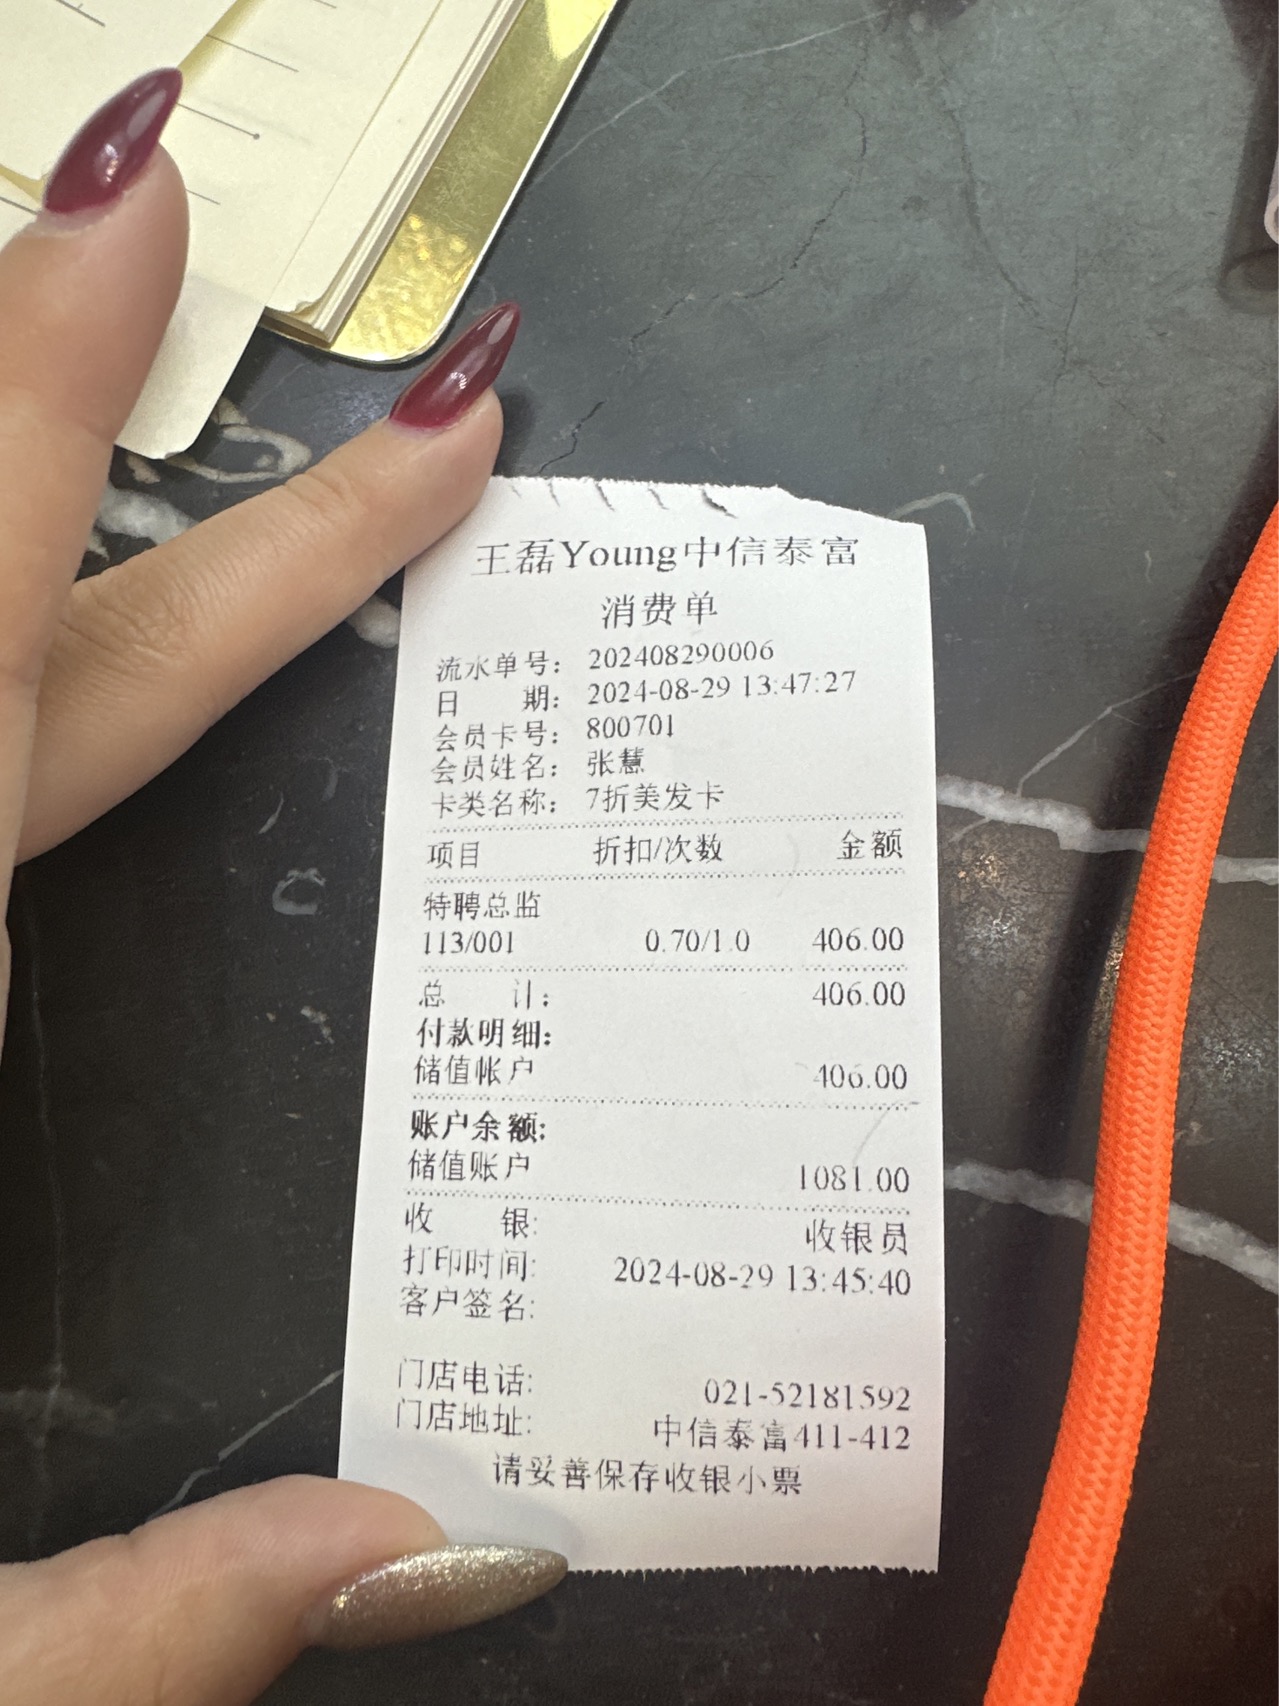 王磊Young中信泰富
消费单
流水单号： 202408290006
日 期： 2024-08-29 13:47:27
会员卡号： 800701
会员姓名： 张慧
卡类名称： 7折美发卡
项目 折扣/次数 金额
特聘总监
113/001 0.70/1.0 406.00
总 计： 406.00
付款明细：
储值帐户 406.00
账户余额:
储值账户 1081.00
收 银: 收银员
打印时间: 2024-08-29 13:45:40
客户签名:
门店电话: 021-52181592
门店地址: 中信泰富411-412
请妥善保存收银小票